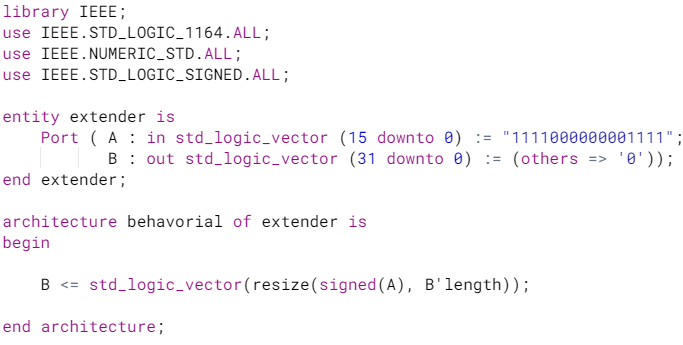 library IEEE;
use IEEE.STD_LOGIC_1164.ALL;
use IEEE.NUMERIC_STD.ALL;
use IEEE.STD_LOGIC_SIGNED.ALL;

entity extender is
    Port ( A : in std_logic_vector (15 downto 0) := "1111000000001111";
           B : out std_logic_vector (31 downto 0) := (others => '0'));
end extender;

architecture behavorial of extender is
begin

    B <= std_logic_vector(resize(signed(A), B'length));

end architecture;